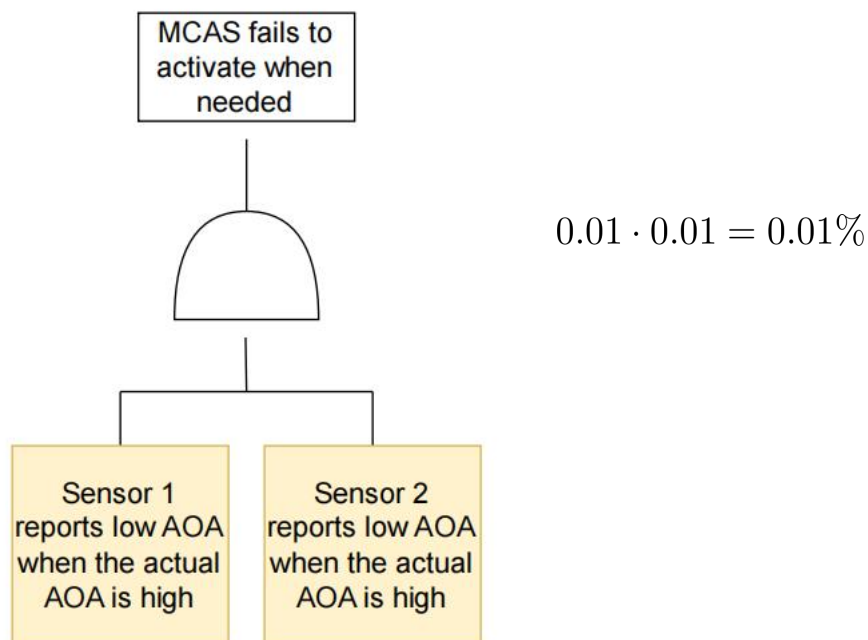 MCAS fails to
activate when
needed
0.01 · 0.01 = 0.01%
Sensor 1
reports low AOA
when the actual
AOA is high
Sensor 2
reports low AOA
when the actual
AOA is high